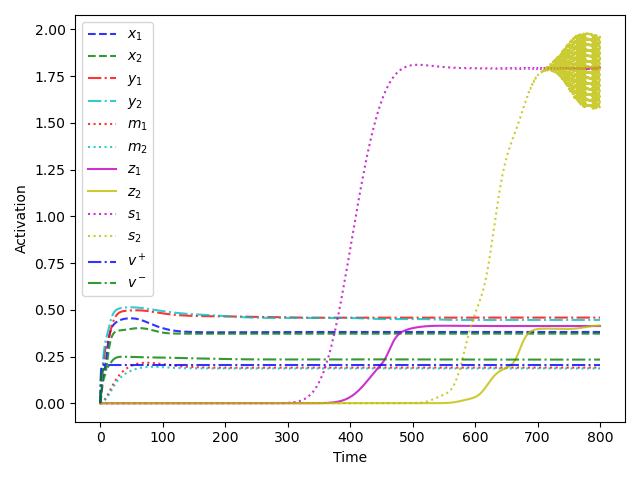 2.00
1.75
1.50
1.25
1.00
0.75
0.50
0.25
0.00
Activation
x₁
x₂
y₁
y₂
m₁
m₂
z₁
z₂
s₁
s₂
v⁺
v⁻
0 100 200 300 400 500 600 700 800
Time